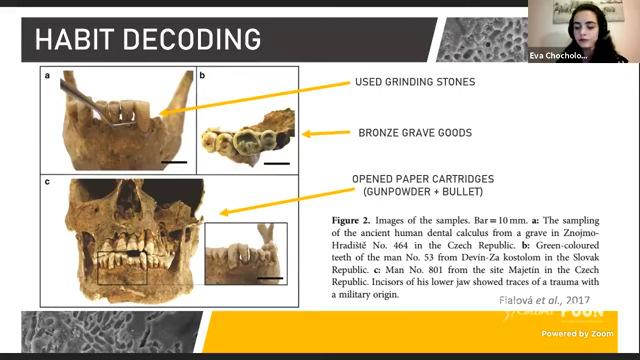 HABIT DECODING
Eva Chocholo...
a
b
c
USED GRINDING STONES
BRONZE GRAVE GOODS
OPENED PAPER CARTRIDGES
(GUNPOWDER + BULLET)
Figure 2. Images of the samples. Bar = 10 mm. a: The sampling
of the ancient human dental calculus from a grave in Znojmo-
Hradiště No. 464 in the Czech Republic. b: Green-coloured
teeth of the man No. 53 from Devín-Za kostolom in the Slovak
Republic. c: Man No. 801 from the site Majetín in the Czech
Republic. Incisors of his lower jaw showed traces of a trauma with
a military origin.
Fialová et al., 2017
Powered by Zoom